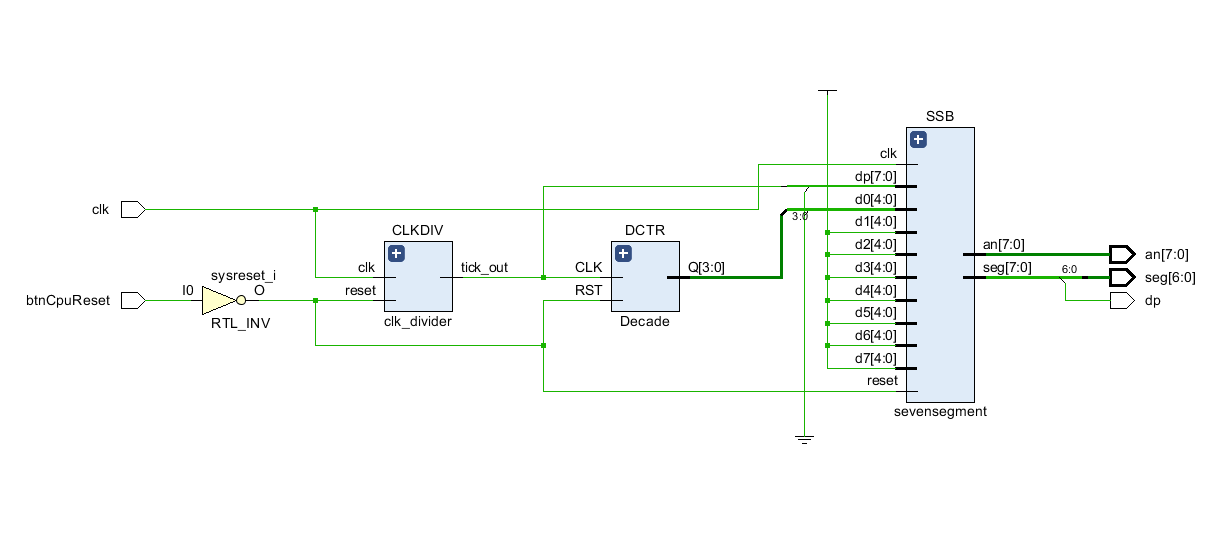 SSB
clk
dp[7:0]
d0[4:0]
3:0
d1[4:0]
d2[4:0]
d3[4:0]
d4[4:0]
d5[4:0]
d6[4:0]
d7[4:0]
reset
sevensegment
an[7:0]
seg[7:0]
6:0
an[7:0]
seg[6:0]
dp
clk
CLKDIV
clk
tick_out
reset
clk_divider
DCTR
CLK
Q[3:0]
RST
Decade
sysreset_i
btnCpuReset
I0
O
RTL_INV